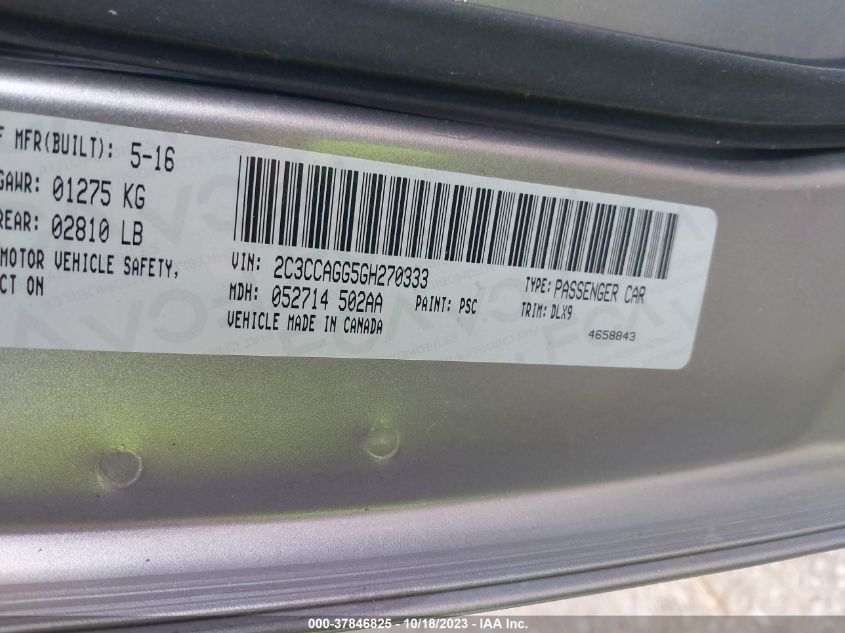 F MFR(BUILT): 5-16
GAWR: 01275 KG
REAR: 02810 LB
MOTOR VEHICLE SAFETY,
CT ON
VIN: 2C3CCAGG5GH270333
MDH: 052714 502AA PAINT: PSC
VEHICLE MADE IN CANADA
TYPE: PASSENGER CAR
TRIM: DLX9
4658843
000-37846825 - 10/18/2023 - IAA Inc.